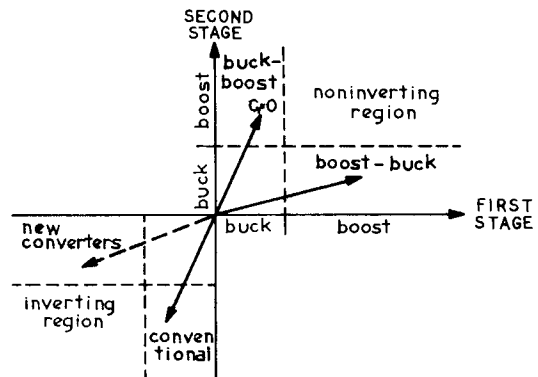 SECOND
STAGE
buck-
boost
C=0
boost
noninverting
region
boost-buck
buck
FIRST
STAGE
buck
boost
new
converters
inverting
region
conven
tional